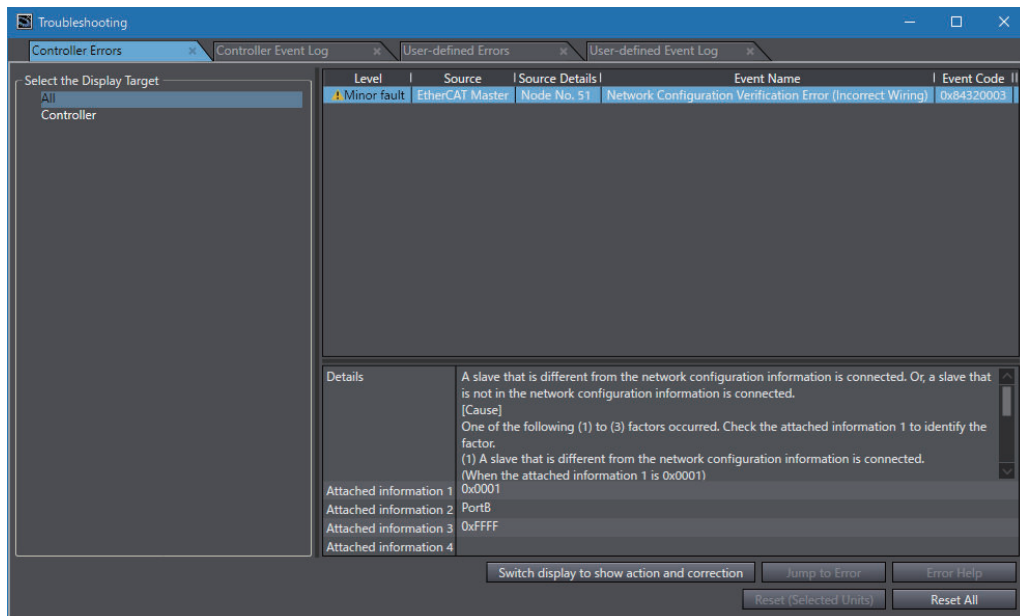 Troubleshooting
Controller Errors
Controller Event Log
User-defined Errors
User-defined Event Log
Select the Display Target
All
Controller
Level Source Source Details Event Name Event Code
Minor fault EtherCAT Master Node No. 51 Network Configuration Verification Error (Incorrect Wiring) 0x84320003
Details
A slave that is different from the network configuration information is connected. Or, a slave that
is not in the network configuration information is connected.
[Cause]
One of the following (1) to (3) factors occurred. Check the attached information 1 to identify the
factor.
(1) A slave that is different from the network configuration information is connected.
(When the attached information 1 is 0x0001)
Attached information 1 0x0001
Attached information 2 PortB
Attached information 3 0xFFFF
Attached information 4
Switch display to show action and correction Jump to Error Error Help
Reset (Selected Units) Reset All